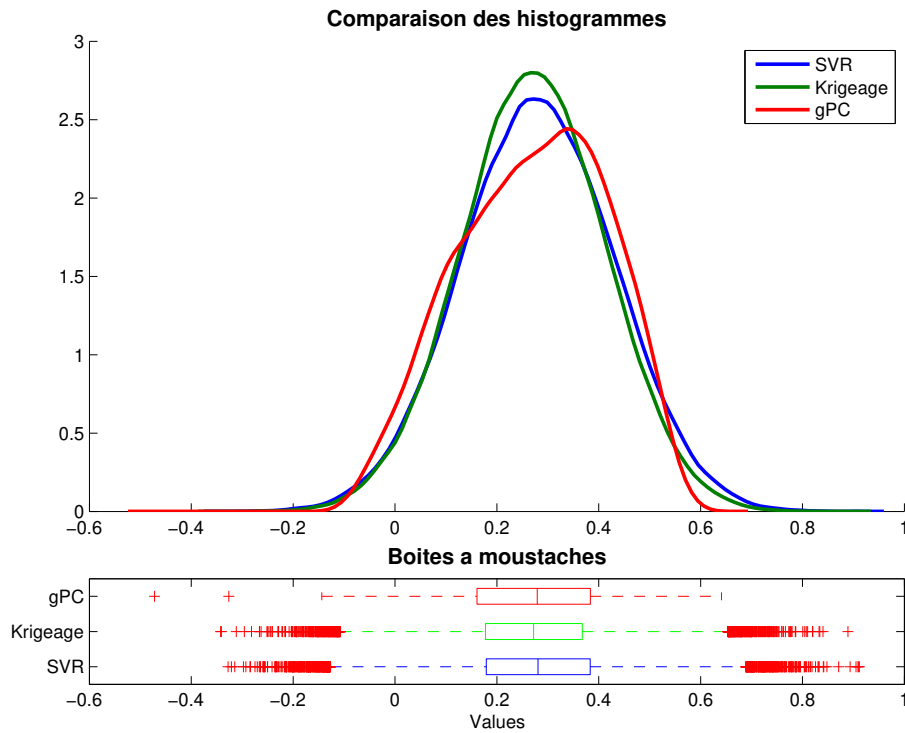 Comparaison des histogrammes
3
2.5
2
1.5
1
0.5
0
−0.6 −0.4 −0.2 0 0.2 0.4 0.6 0.8 1
SVR
Krigeage
gPC
Boites a moustaches
gPC
Krigeage
SVR
−0.6 −0.4 −0.2 0 0.2 0.4 0.6 0.8 1
Values